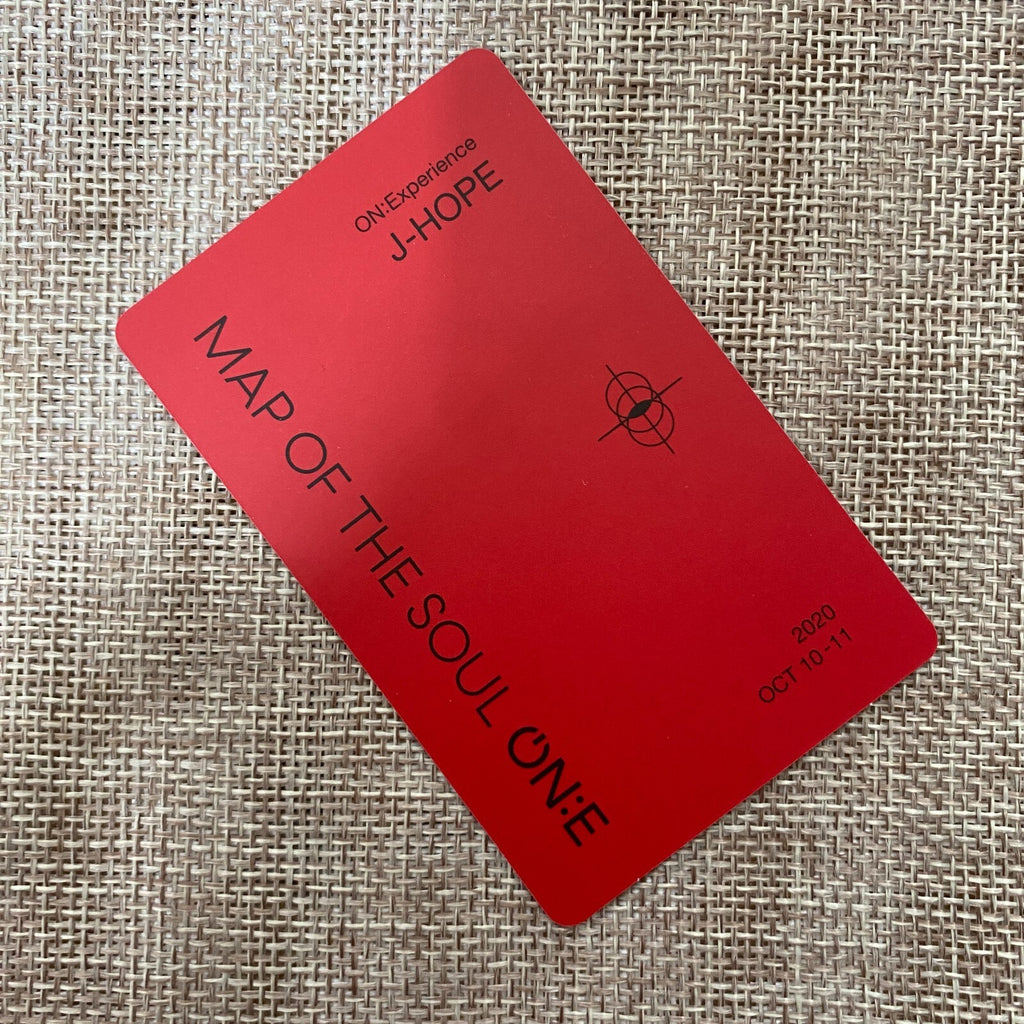 ON:Experience
J-HOPE
MAP OF THE SOUL ON:E
2020
OCT 10-11